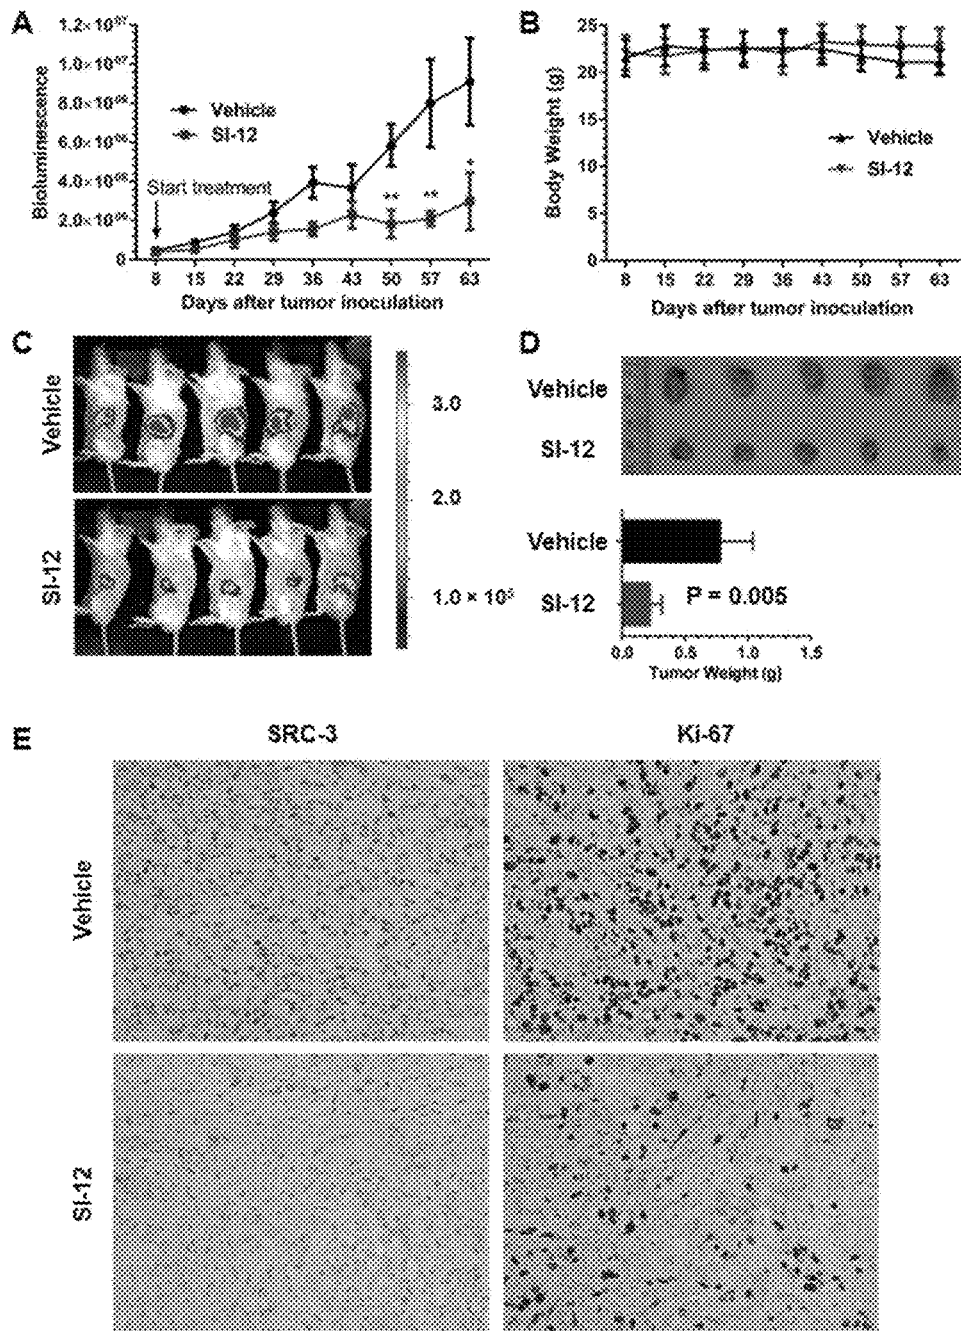 A
1.2×10⁰⁷
1.0×10⁰⁷
8.0×10⁰⁶
6.0×10⁰⁶
4.0×10⁰⁶
2.0×10⁰⁶
0
Bioluminescence
Vehicle
SI-12
Start treatment
** ** *
8 15 22 29 36 43 50 57 63
Days after tumor inoculation
B
25
20
15
10
5
0
Body Weight (g)
Vehicle
SI-12
8 15 22 29 36 43 50 57 63
Days after tumor inoculation
C
Vehicle
SI-12
3.0
2.0
1.0 × 10⁵
D
Vehicle
SI-12
Vehicle
SI-12
P = 0.005
0.0 0.5 1.0 1.5
Tumor Weight (g)
E
SRC-3 Ki-67
Vehicle
SI-12